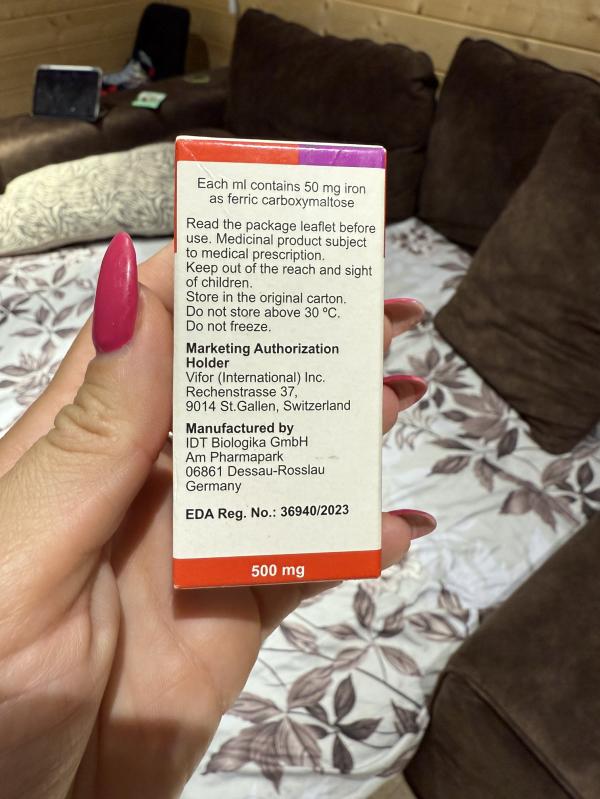 Each ml contains 50 mg iron
as ferric carboxymaltose
Read the package leaflet before
use. Medicinal product subject
to medical prescription.
Keep out of the reach and sight
of children.
Store in the original carton.
Do not store above 30 ºC.
Do not freeze.
Marketing Authorization
Holder
Vifor (International) Inc.
Rechenstrasse 37,
9014 St.Gallen, Switzerland
Manufactured by
IDT Biologika GmbH
Am Pharmapark
06861 Dessau-Rosslau
Germany
EDA Reg. No.: 36940/2023
500 mg